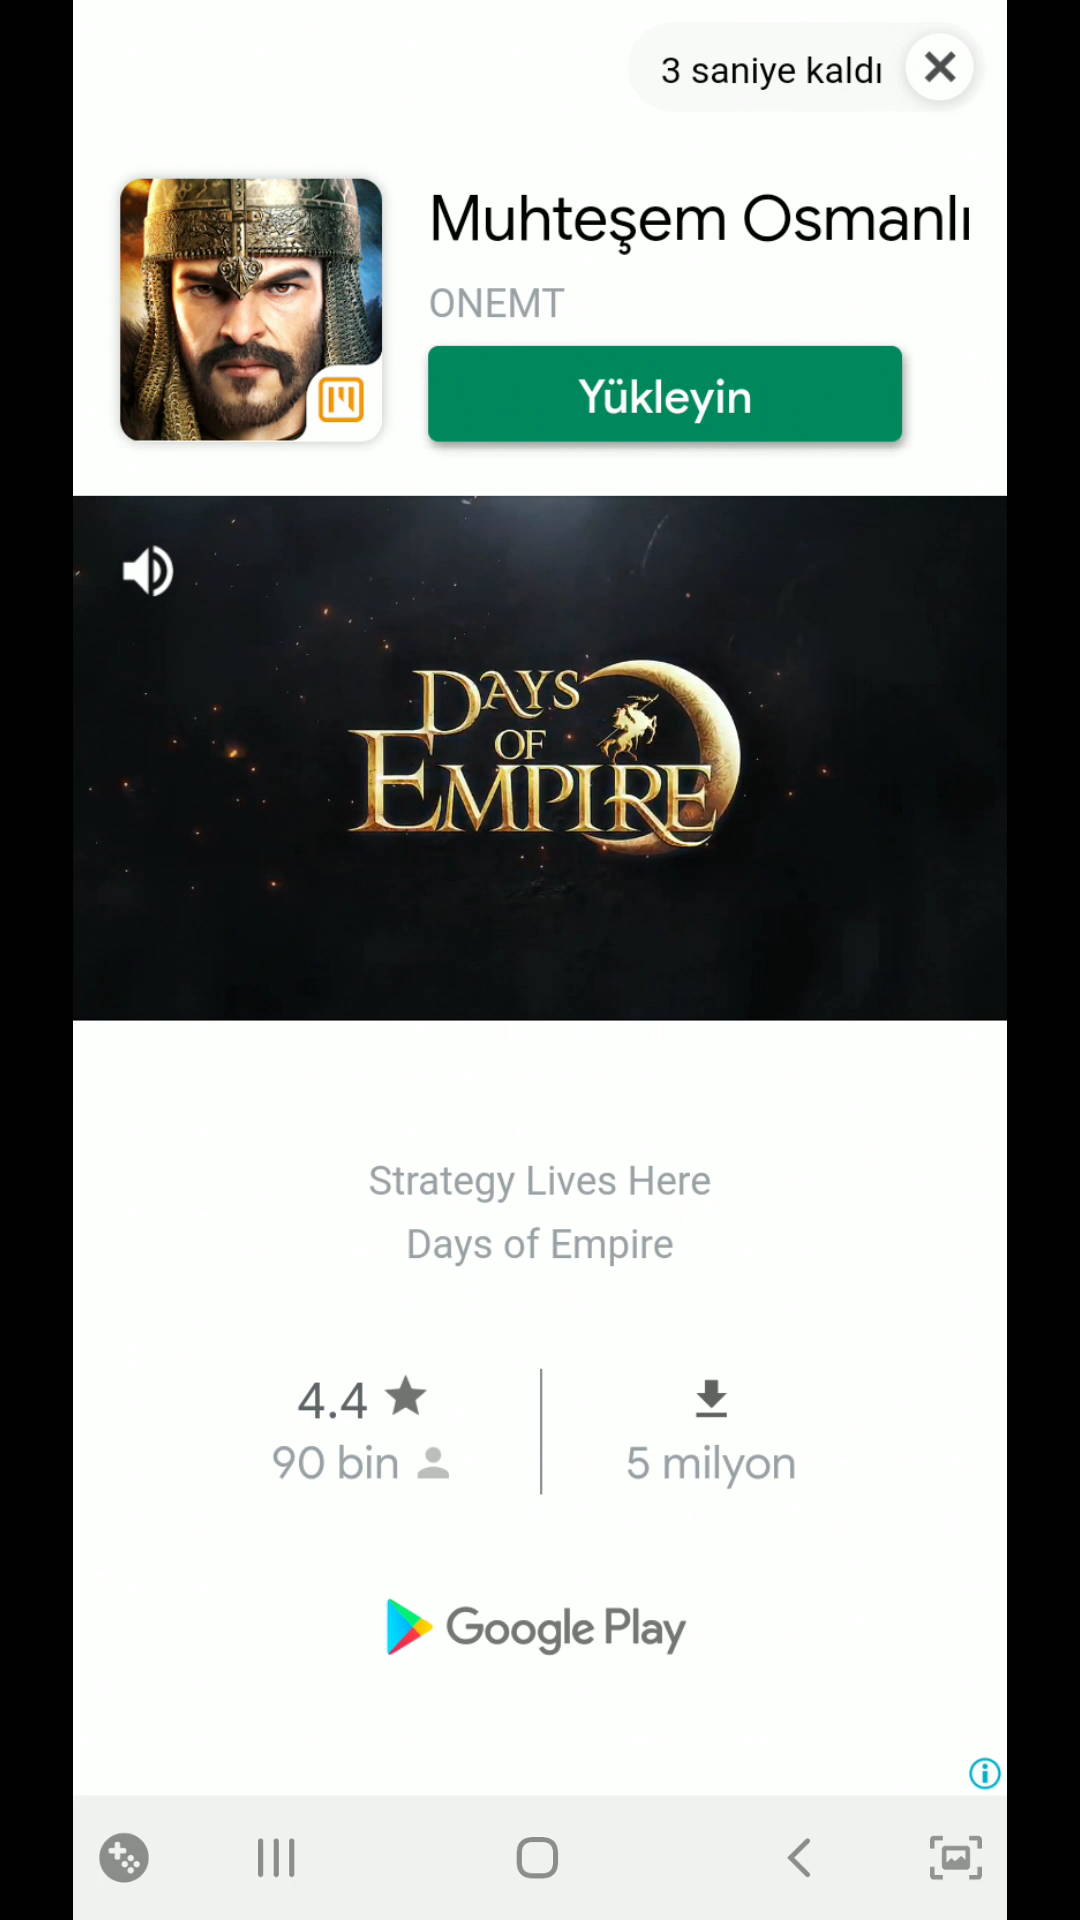 3 saniye kaldı
Muhteşem Osmanlı
ONEMT
Yükleyin
DAYS
OF
EMPIRE
Strategy Lives Here
Days of Empire
4.4
90 bin
5 milyon
Google Play